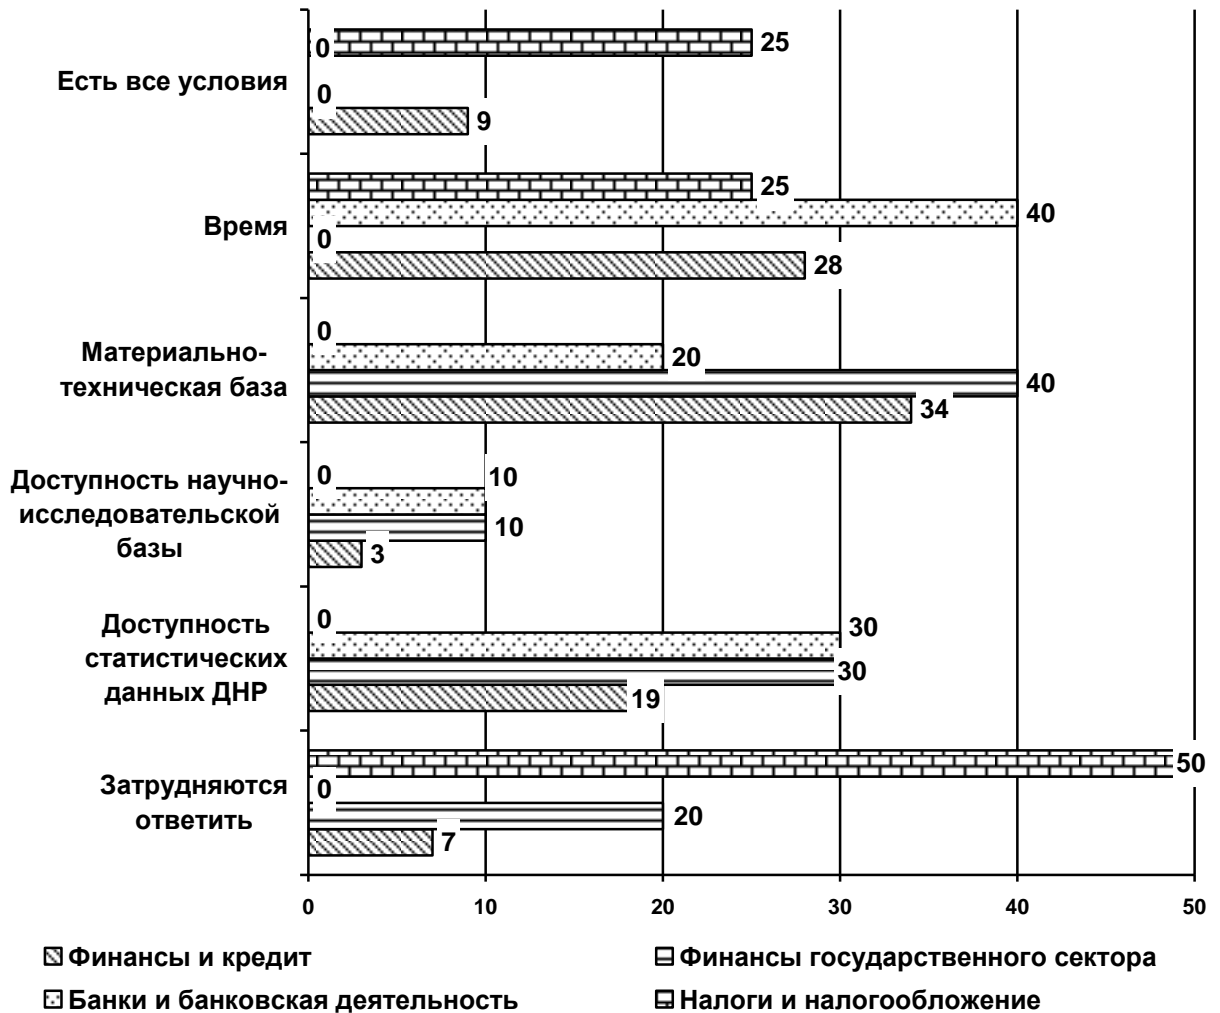 25
0
Есть все условия
0
9
25
40
Время
0
28
0
Материально-
20
техническая база
40
34
Доступность научно-
0
10
исследовательской
10
базы
3
Доступность
0
30
статистических
30
данных ДНР
19
50
Затрудняются
0
ответить
20
7
0 10 20 30 40 50
Финансы и кредит
Финансы государственного сектора
Банки и банковская деятельность
Налоги и налогообложение